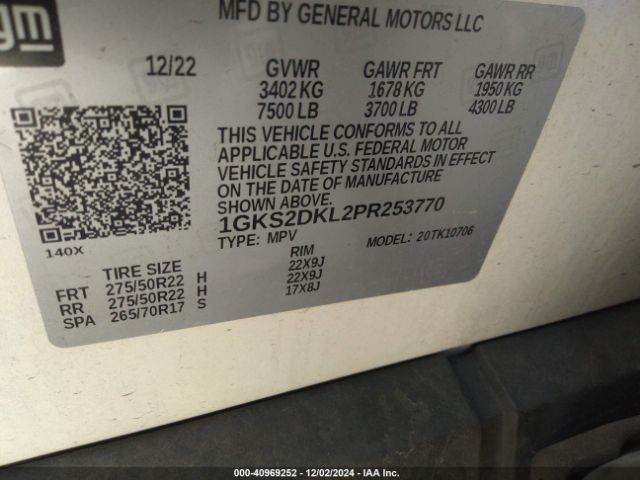 gm
MFD BY GENERAL MOTORS LLC
12/22 GVWR GAWR FRT GAWR RR
3402 KG 1678 KG 1950 KG
7500 LB 3700 LB 4300 LB
THIS VEHICLE CONFORMS TO ALL
APPLICABLE U.S. FEDERAL MOTOR
VEHICLE SAFETY STANDARDS IN EFFECT
ON THE DATE OF MANUFACTURE
SHOWN ABOVE.
1GKS2DKL2PR253770
140X TYPE: MPV MODEL: 20TK10706
TIRE SIZE RIM
FRT 275/50R22 H 22X9J
RR 275/50R22 H 22X9J
SPA 265/70R17 S 17X8J
000-40969252 - 12/02/2024 - IAA Inc.